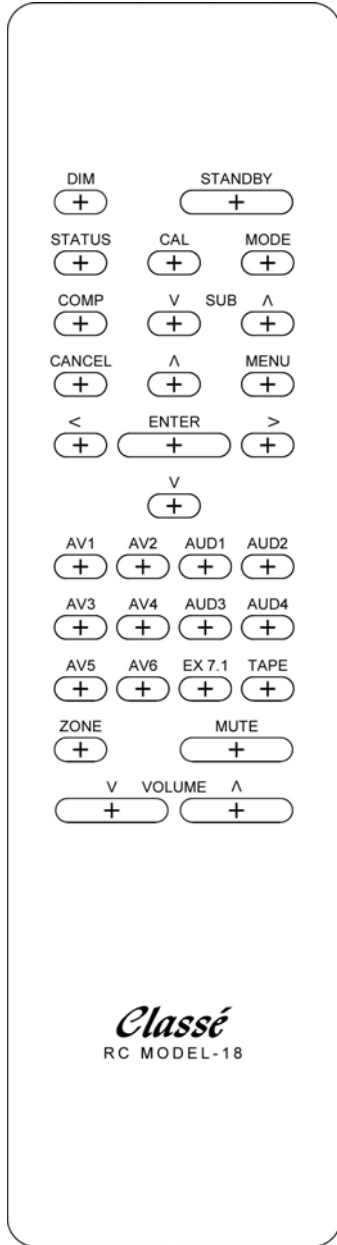 DIM STANDBY
STATUS CAL MODE
COMP V SUB Λ
CANCEL Λ MENU
< ENTER >
V
AV1 AV2 AUD1 AUD2
AV3 AV4 AUD3 AUD4
AV5 AV6 EX 7.1 TAPE
ZONE MUTE
V VOLUME Λ
Classé
RC MODEL-18